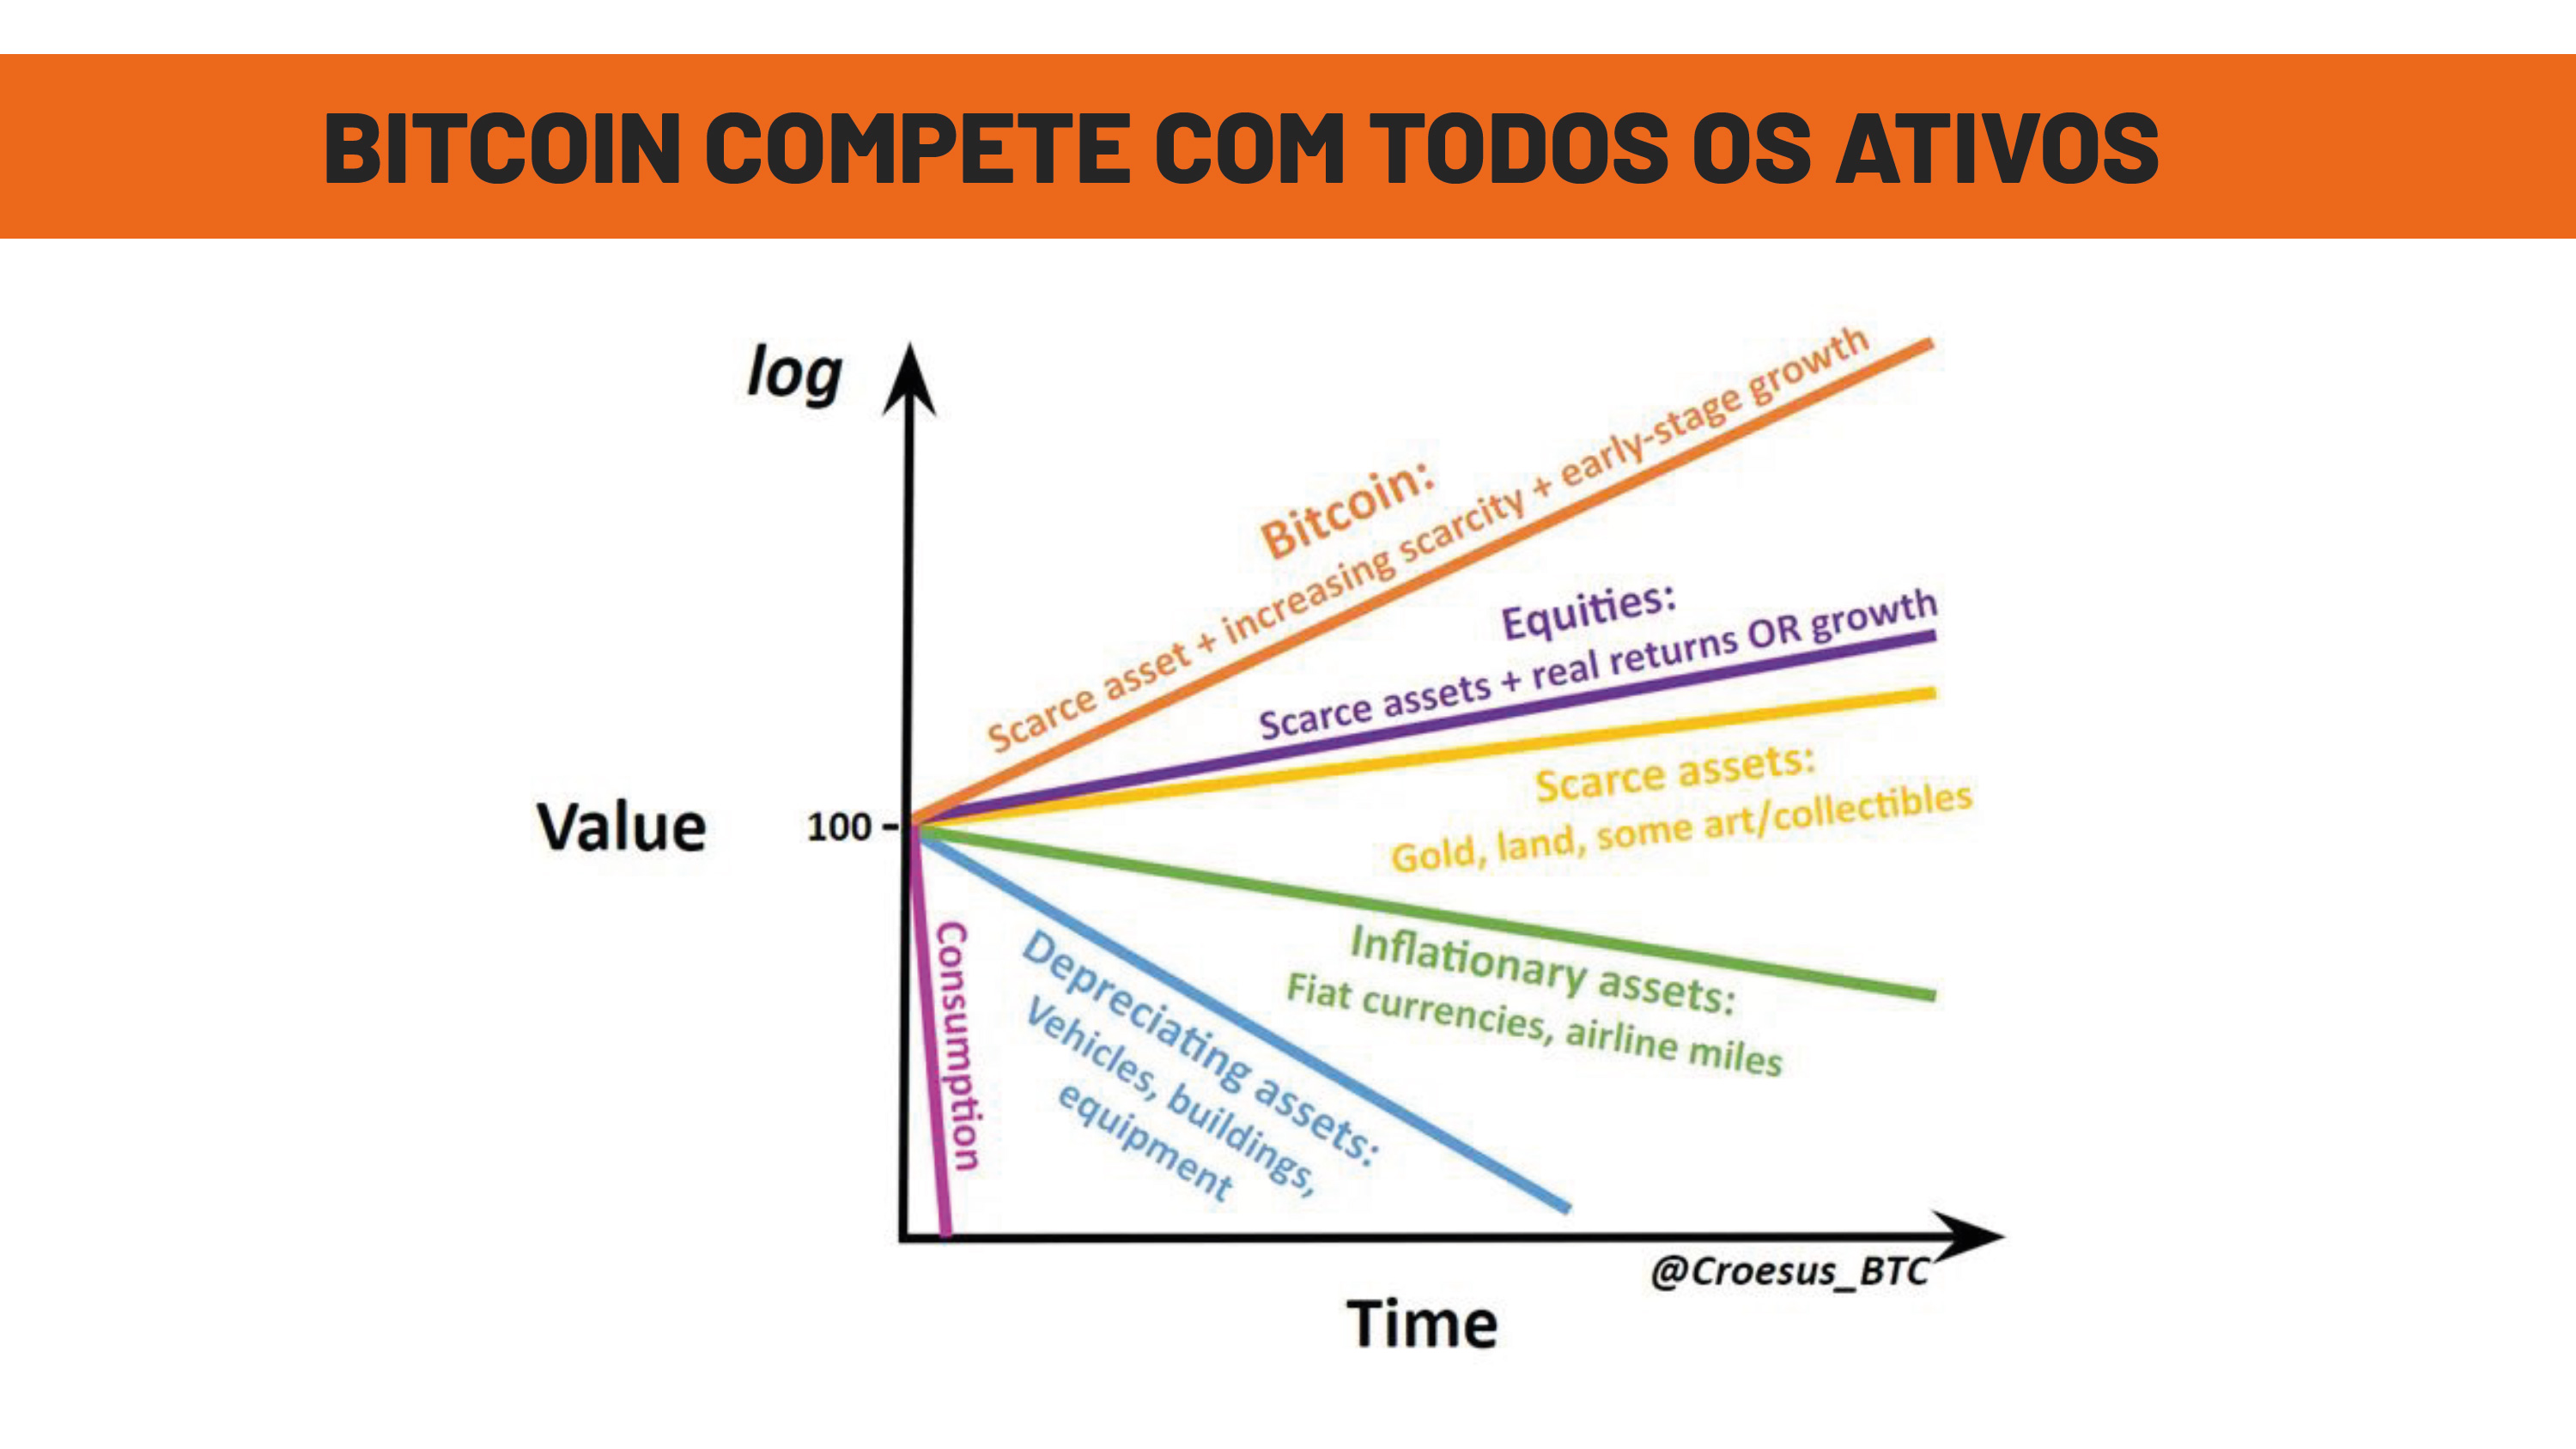 BITCOIN COMPETE COM TODOS OS ATIVOS
log
Bitcoin:
Scarce asset + increasing scarcity + early-stage growth
Equities:
Scarce assets + real returns OR growth
Scarce assets:
Gold, land, some art/collectibles
Value
100
Inflationary assets:
Fiat currencies, airline miles
Depreciating assets:
Vehicles, buildings,
equipment
Consumption
@Croesus_BTC
Time